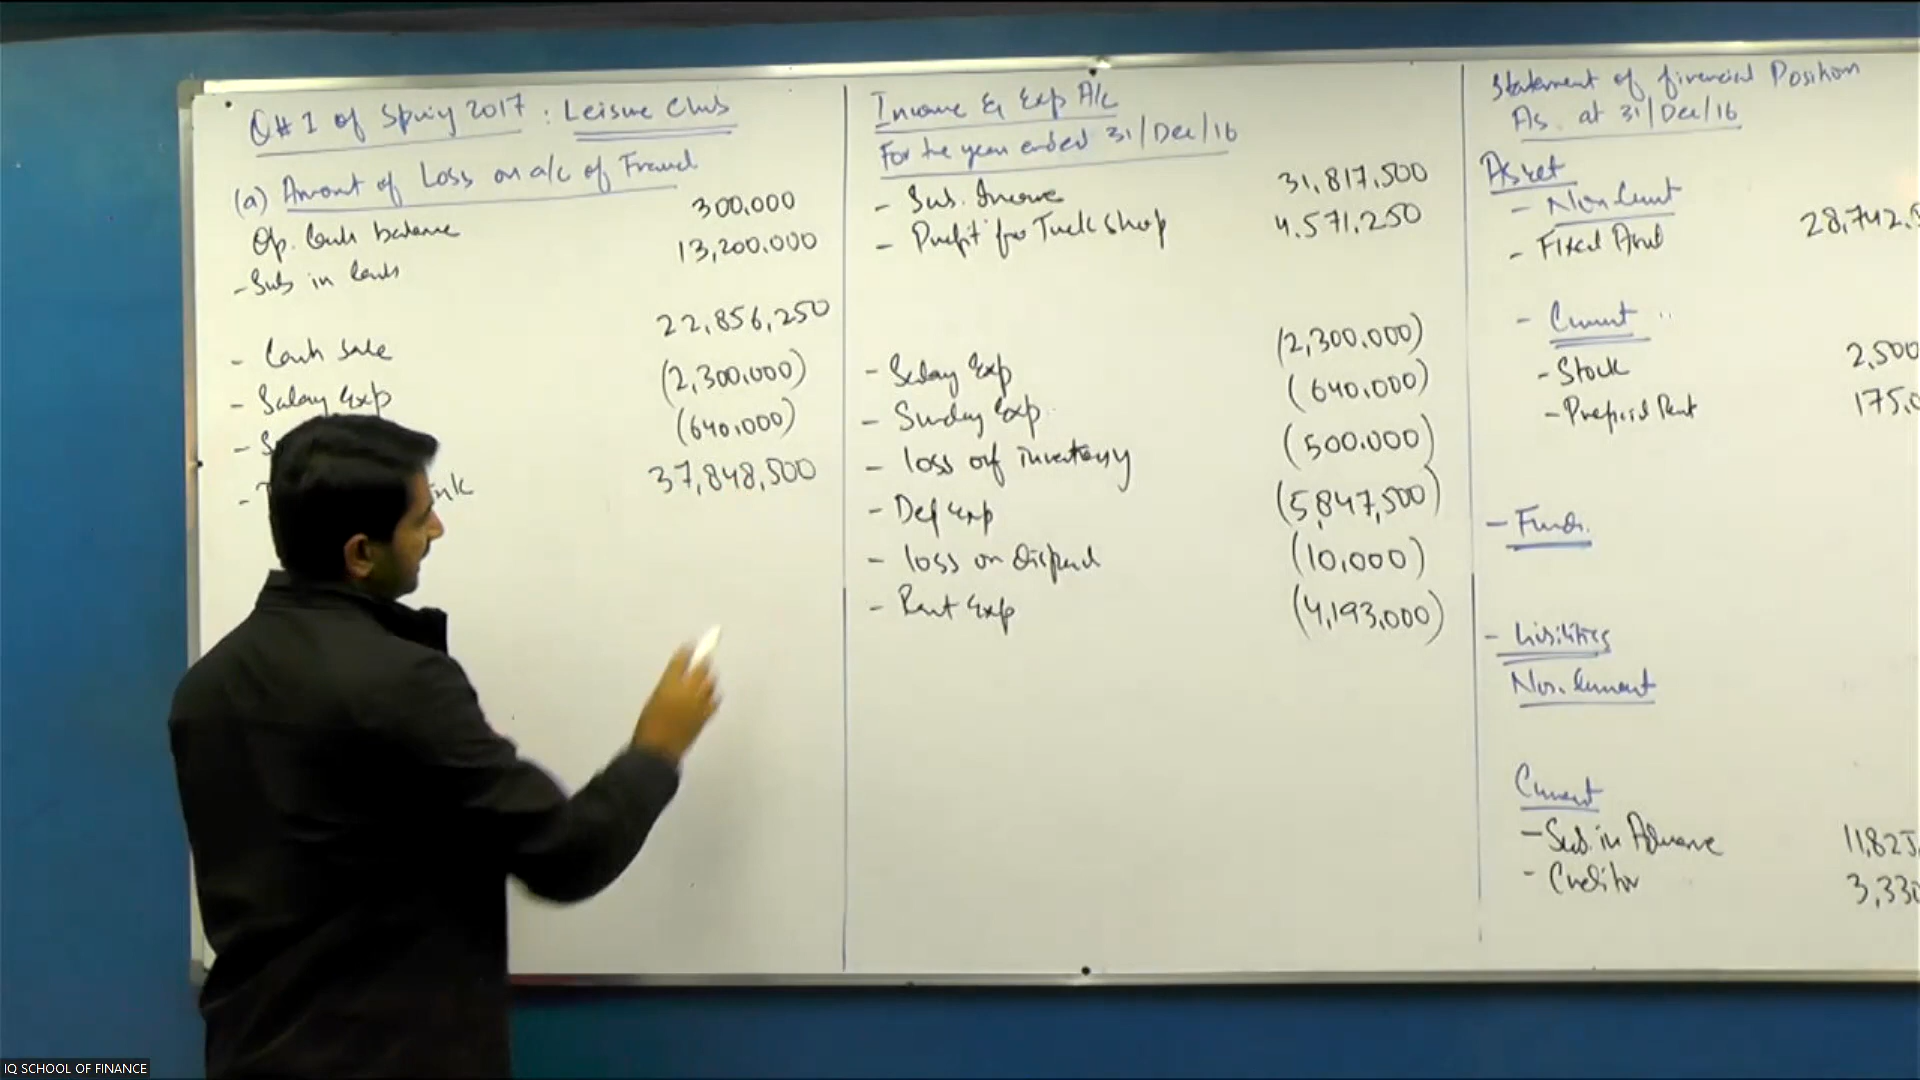 Q#1 of Spring 2017 : Leisure Club
(a) Amount of Loss on a/c of Fraud
Op. Cash balance 300,000
- Sub in Cash 13,200,000
- Cash Sale 22,856,250
- Salary Exp (2,300,000)
- S (640,000)
- 37,848,500
Income & Exp A/c
For the year ended 31/Dec/16
- Sub. Income 31,817,500
- Profit from Tuck Shop 4,571,250
- Salary Exp (2,300,000)
- Sundry Exp. (640,000)
- loss of inventory (500,000)
- Dep Exp (5,847,500)
- loss on disposal (10,000)
- Rent Exp (4,193,000)
Statement of financial Position
As at 31/Dec/16
Asset
- Non Current
- Fixed Asset 28,742,5
- Current "
- Stock 2,500
- Prepaid Rent 175,0
- Funds.
- Liabilities
Non. Current
Current
- Sub. in Advance 11,825,
- Creditor 3,330
IQ SCHOOL OF FINANCE